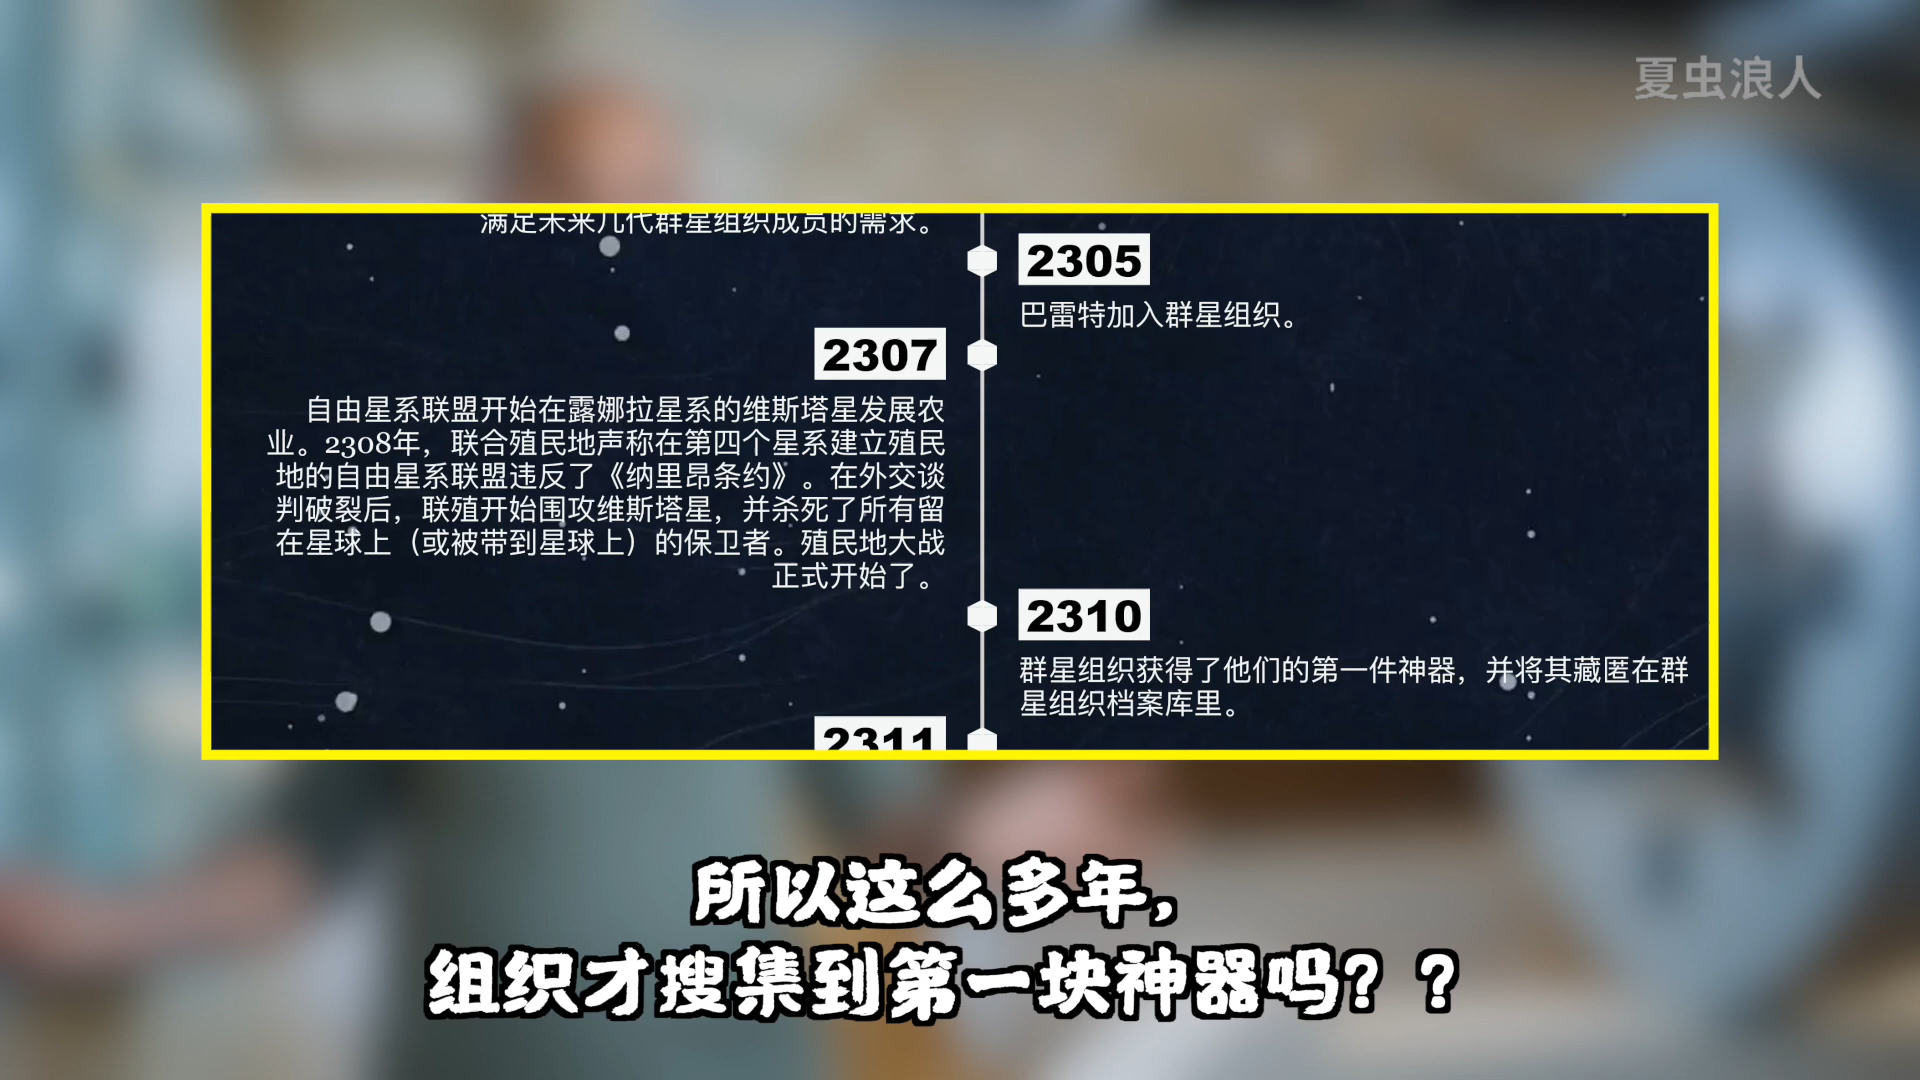 夏虫浪人
满足未来几代群星组织成员的需求。
2305
巴雷特加入群星组织。
2307
自由星系联盟开始在露娜拉星系的维斯塔星发展农
业。2308年，联合殖民地声称在第四个星系建立殖民
地的自由星系联盟违反了《纳里昂条约》。在外交谈
判破裂后，联殖开始围攻维斯塔星，并杀死了所有留
在星球上（或被带到星球上）的保卫者。殖民地大战
正式开始了。
2310
群星组织获得了他们的第一件神器，并将其藏匿在群
星组织档案库里。
2311
所以这么多年，
组织才搜集到第一块神器吗？？